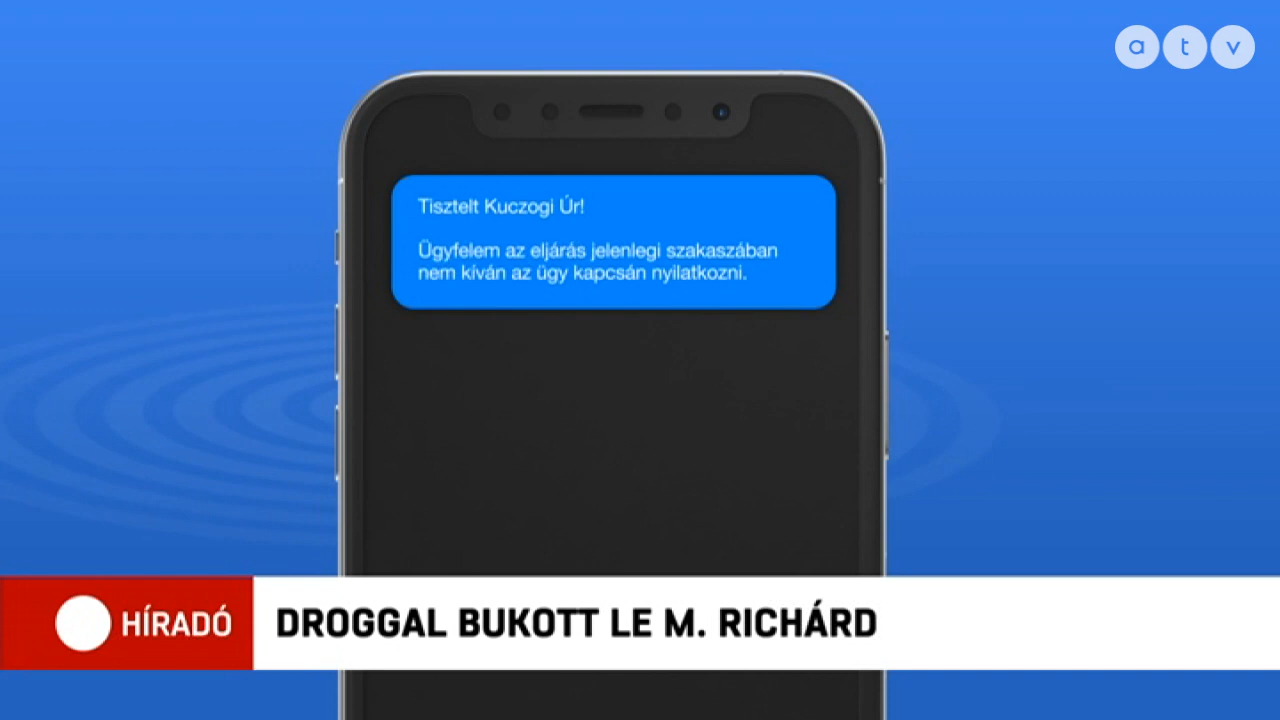 a t v
Tisztelt Kuczogi Úr!
Ügyfelem az eljárás jelenlegi szakaszában
nem kíván az ügy kapcsán nyilatkozni.
HÍRADÓ
DROGGAL BUKOTT LE M. RICHÁRD